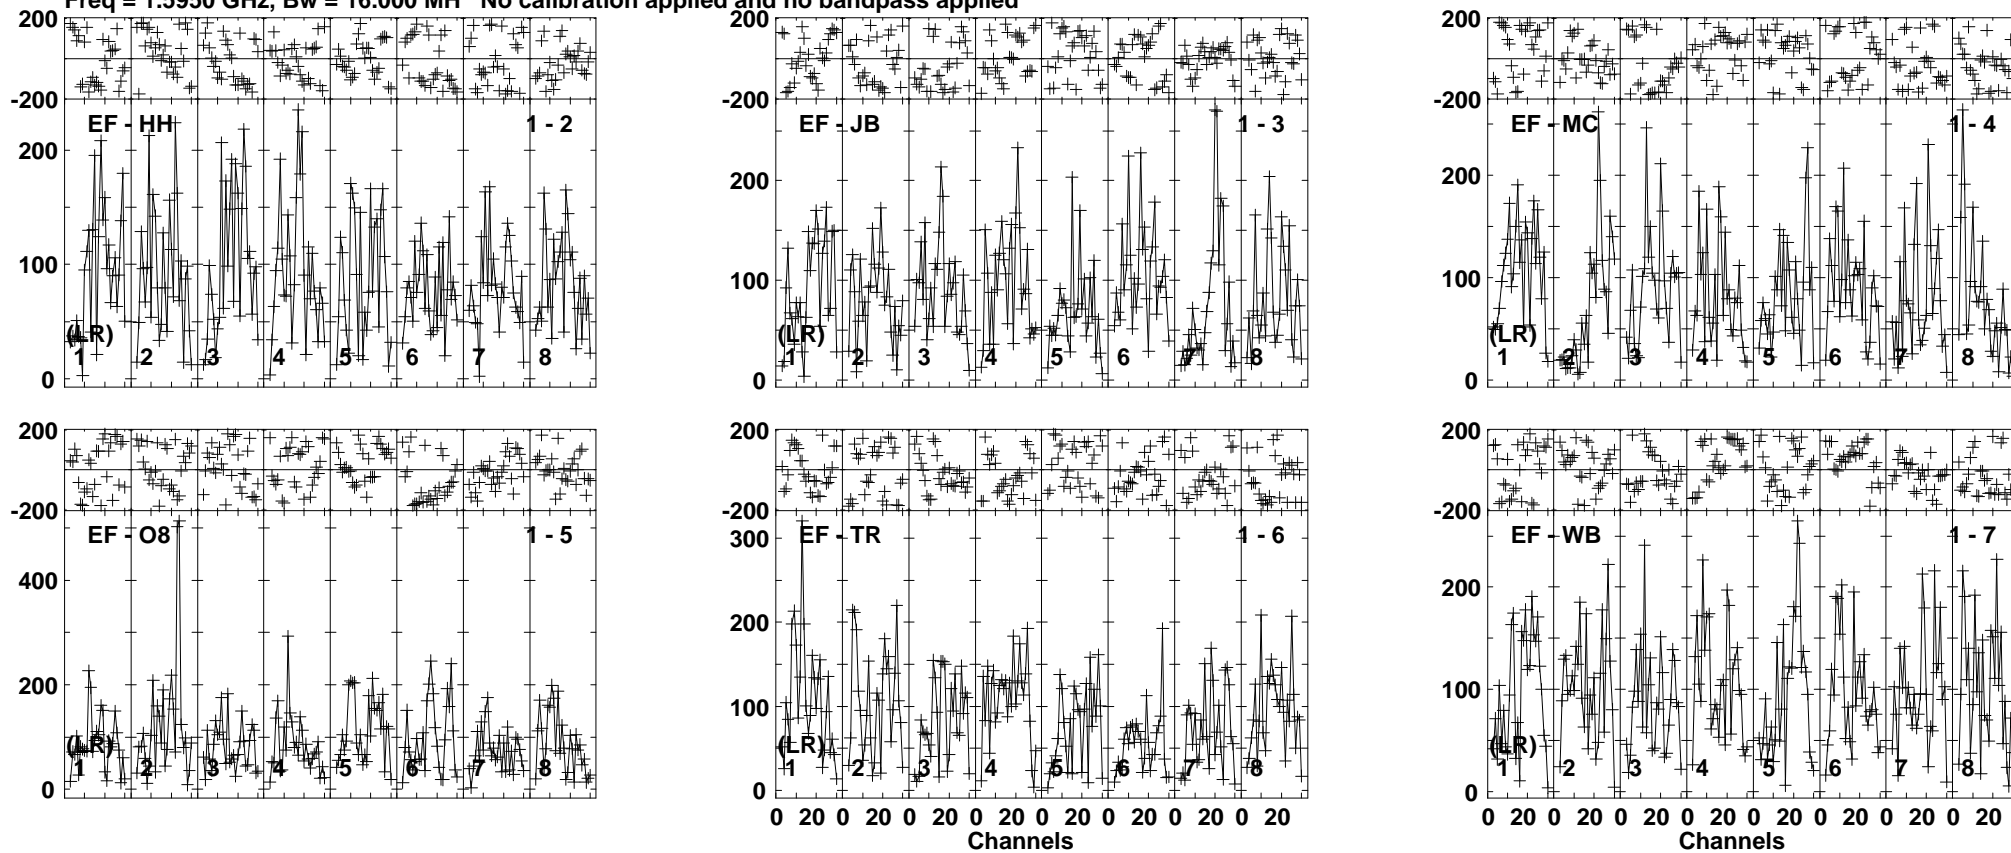 Freq = 1.5950 GHz, Bw = 16.000 MH   No calibration applied and no bandpass applied
200 200 200
-200 -200 -200
EF - HH 1 - 2 EF - JB 1 - 3 EF - MC 1 - 4
200 200 200
100 100 100
(LR) (LR) (LR)
1 2 3 4 5 6 7 8 1 2 3 4 5 6 7 8 1 2 3 4 5 6 7 8
0 0 0
200 200 200
-200 -200 -200
EF - O8 1 - 5 EF - TR 1 - 6 EF - WB 1 - 7
400 300
200 200 200
100 100
(LR) (LR) (LR)
1 2 3 4 5 6 7 8 1 2 3 4 5 6 7 8 1 2 3 4 5 6 7 8
0 0 0
0 20 0 20 0 20 0 20 0 20 0 20 0 20 0 20 0 20 0 20 0 20 0 20 0 20 0 20 0 20 0 20
Channels Channels